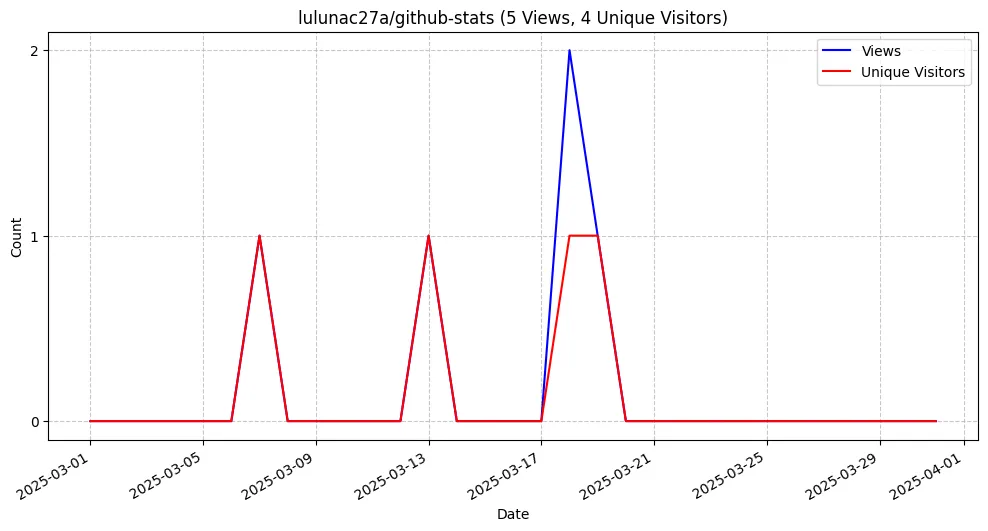 lulunac27a/github-stats (5 Views, 4 Unique Visitors)
Views
Unique Visitors
2
1
0
Count
2025-03-01
2025-03-05
2025-03-09
2025-03-13
2025-03-17
2025-03-21
2025-03-25
2025-03-29
2025-04-01
Date